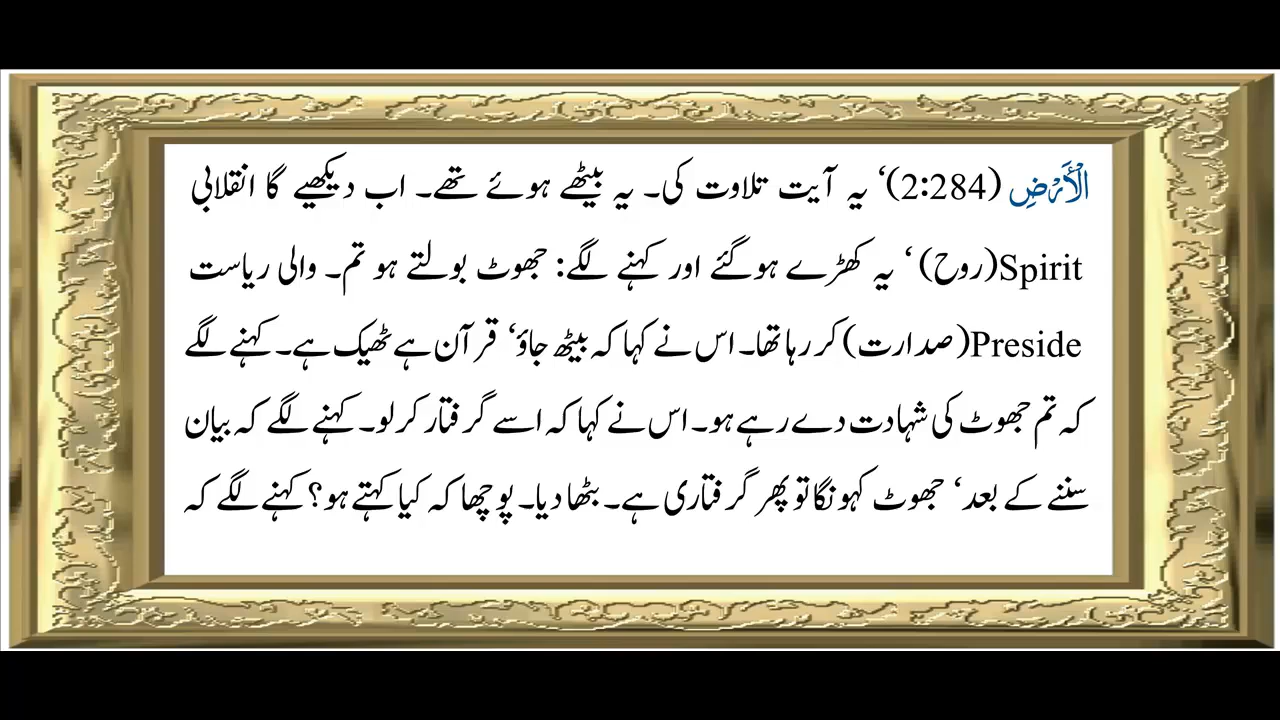 الْأَرْضِ (2:284)‘ یہ آیت تلاوت کی۔ یہ بیٹھے ہوئے تھے۔ اب دیکھیے گا انقلابی
Spirit(روح)‘ یہ کھڑے ہوگئے اور کہنے لگے: جھوٹ بولتے ہو تم۔ والی ریاست
Preside(صدارت) کر رہا تھا۔ اس نے کہا کہ بیٹھ جاؤ‘ قرآن ہے ٹھیک ہے۔ کہنے لگے
کہ تم جھوٹ کی شہادت دے رہے ہو۔ اس نے کہا کہ اسے گرفتار کرلو۔ کہنے لگے کہ بیان
سننے کے بعد‘ جھوٹ کہونگا تو پھر گرفتاری ہے۔ بٹھا دیا۔ پوچھا کہ کیا کہتے ہو؟ کہنے لگے کہ